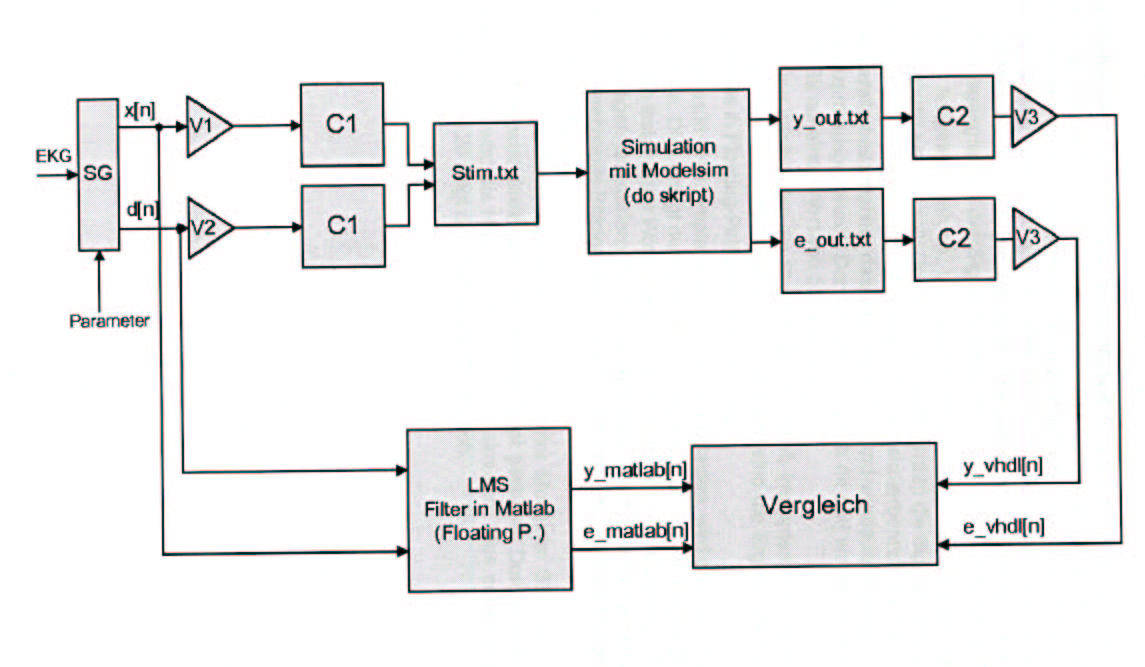 EKG
SG
Parameter
x[n]
d[n]
V1
V2
C1
C1
Stim.txt
Simulation
mit Modelsim
(do skript)
y_out.txt
e_out.txt
C2
C2
V3
V3
LMS
Filter in Matlab
(Floating P.)
y_matlab[n]
e_matlab[n]
Vergleich
y_vhdl[n]
e_vhdl[n]